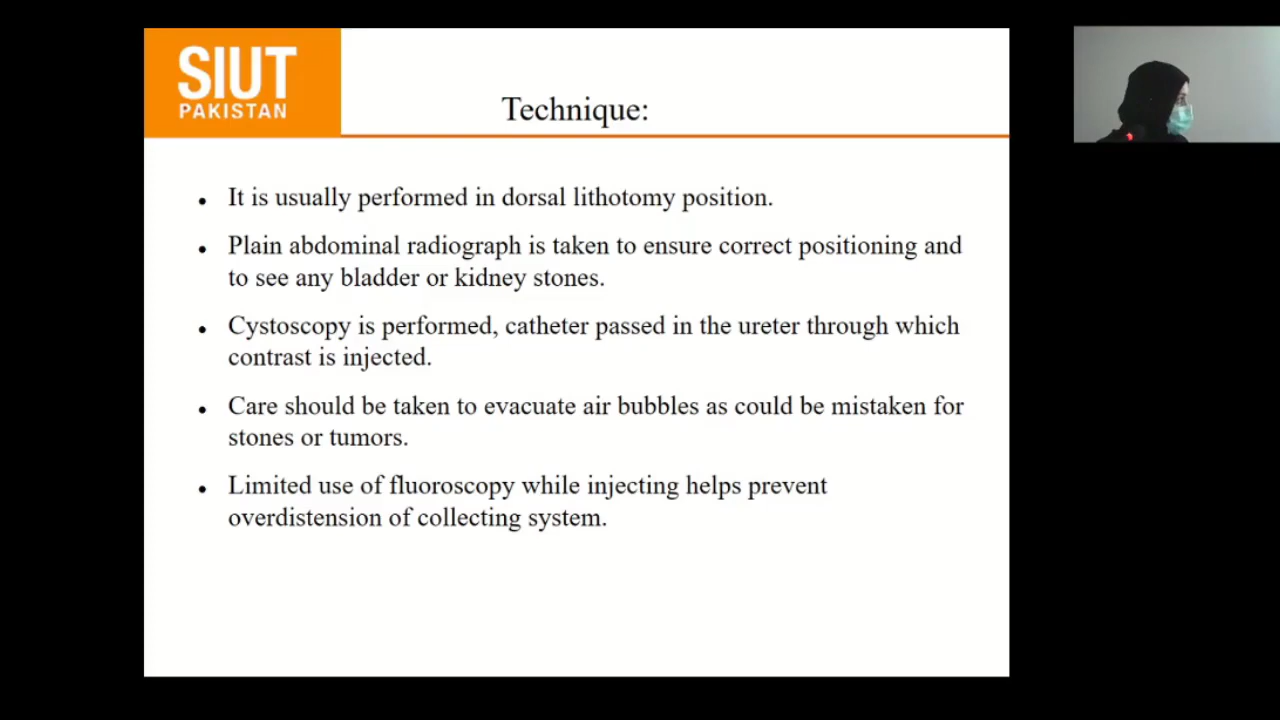 SIUT
PAKISTAN
Technique:
• It is usually performed in dorsal lithotomy position.
• Plain abdominal radiograph is taken to ensure correct positioning and
to see any bladder or kidney stones.
• Cystoscopy is performed, catheter passed in the ureter through which
contrast is injected.
• Care should be taken to evacuate air bubbles as could be mistaken for
stones or tumors.
• Limited use of fluoroscopy while injecting helps prevent
overdistension of collecting system.